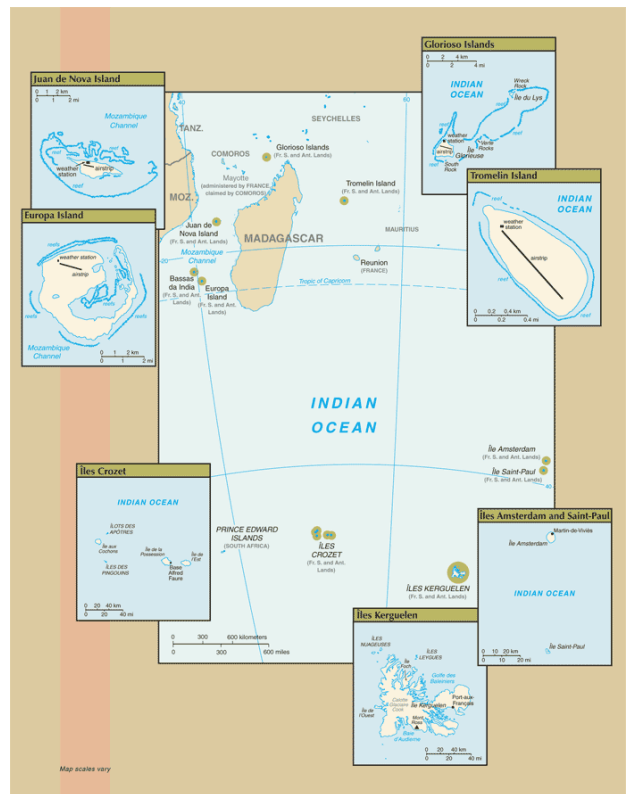 Juan de Nova Island
0 1 2 km
0 1 2 mi
Mozambique
Channel
reef
weather
station
airstrip
reef
Glorioso Islands
0 2 4 km
0 2 4 mi
INDIAN
OCEAN
Wreck
Rock
Île du Lys
reef
reef
weather
station
airstrip
Verte
Rocks
Île
Glorieuse
South
Rock
reef
Europa Island
reefs
weather station
airstrip
reefs
reefs
reefs
Mozambique
Channel
0 1 2 km
0 1 2 mi
Tromelin Island
INDIAN
OCEAN
weather
station
airstrip
reef
reef
0 0.2 0.4 km
0 0.2 0.4 mi
40
60
TANZ.
SEYCHELLES
COMOROS
Glorioso Islands
(Fr. S. and Ant. Lands)
Mayotte
(administered by FRANCE,
claimed by COMOROS)
Tromelin Island
(Fr. S. and Ant. Lands)
MOZ.
Juan de
Nova Island
(Fr. S. and Ant. Lands)
MADAGASCAR
MAURITIUS
Mozambique
Channel
20
Reunion
(FRANCE)
Bassas
da India
(Fr. S. and Ant.
Lands)
Europa
Island
(Fr. S. and Ant.
Lands)
Tropic of Capricorn
INDIAN
OCEAN
Île Amsterdam
(Fr. S. and Ant. Lands)
Île Saint-Paul
(Fr. S. and Ant. Lands)
40
PRINCE EDWARD
ISLANDS
(SOUTH AFRICA)
ÎLES
CROZET
(Fr. S. and Ant.
Lands)
ÎLES KERGUELEN
(Fr. S. and Ant. Lands)
0 300 600 kilometers
0 300 600 miles
Îles Crozet
INDIAN OCEAN
ÎLOTS DES
APÔTRES
Île aux
Cochons
Île de la
Possession
Île de
l'Est
ÎLES DES
PINGOUINS
Base
Alfred
Faure
0 20 40 km
0 20 40 mi
Îles Amsterdam and Saint-Paul
Martin-de-Viviès
Île Amsterdam
INDIAN OCEAN
Île Saint-Paul
0 10 20 km
0 10 20 mi
Îles Kerguelen
ÎLES
NUAGEUSES
ÎLES
LEYGUES
Île
Foch
Golfe des
Baleiniers
Île de
l'Ouest
Île Kerguelen
Port-aux-
Français
Mont
Ross
Baie
d'Audierne
0 20 40 km
0 20 40 mi
Map scales vary